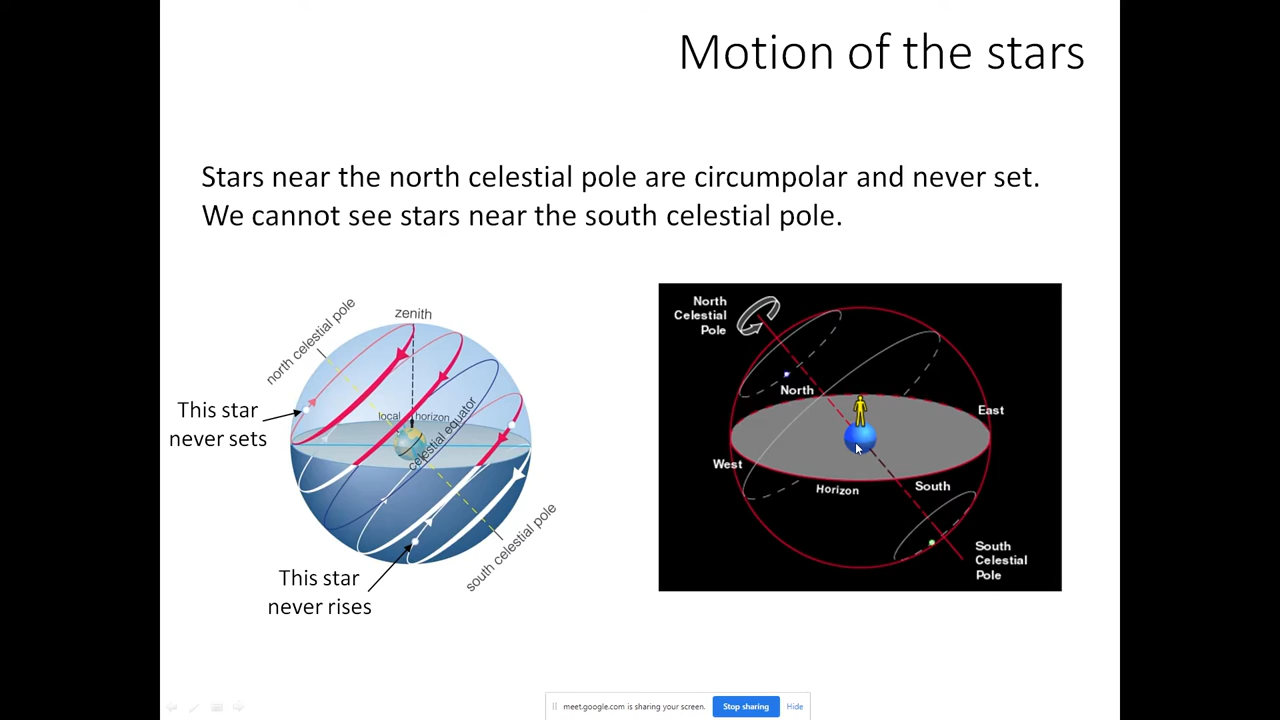 Motion of the stars
Stars near the north celestial pole are circumpolar and never set.
We cannot see stars near the south celestial pole.
zenith
north celestial pole
This star
never sets
local horizon
celestial equator
south celestial pole
This star
never rises
North
Celestial
Pole
North
East
West
South
Horizon
South
Celestial
Pole
meet.google.com is sharing your screen.
Stop sharing
Hide